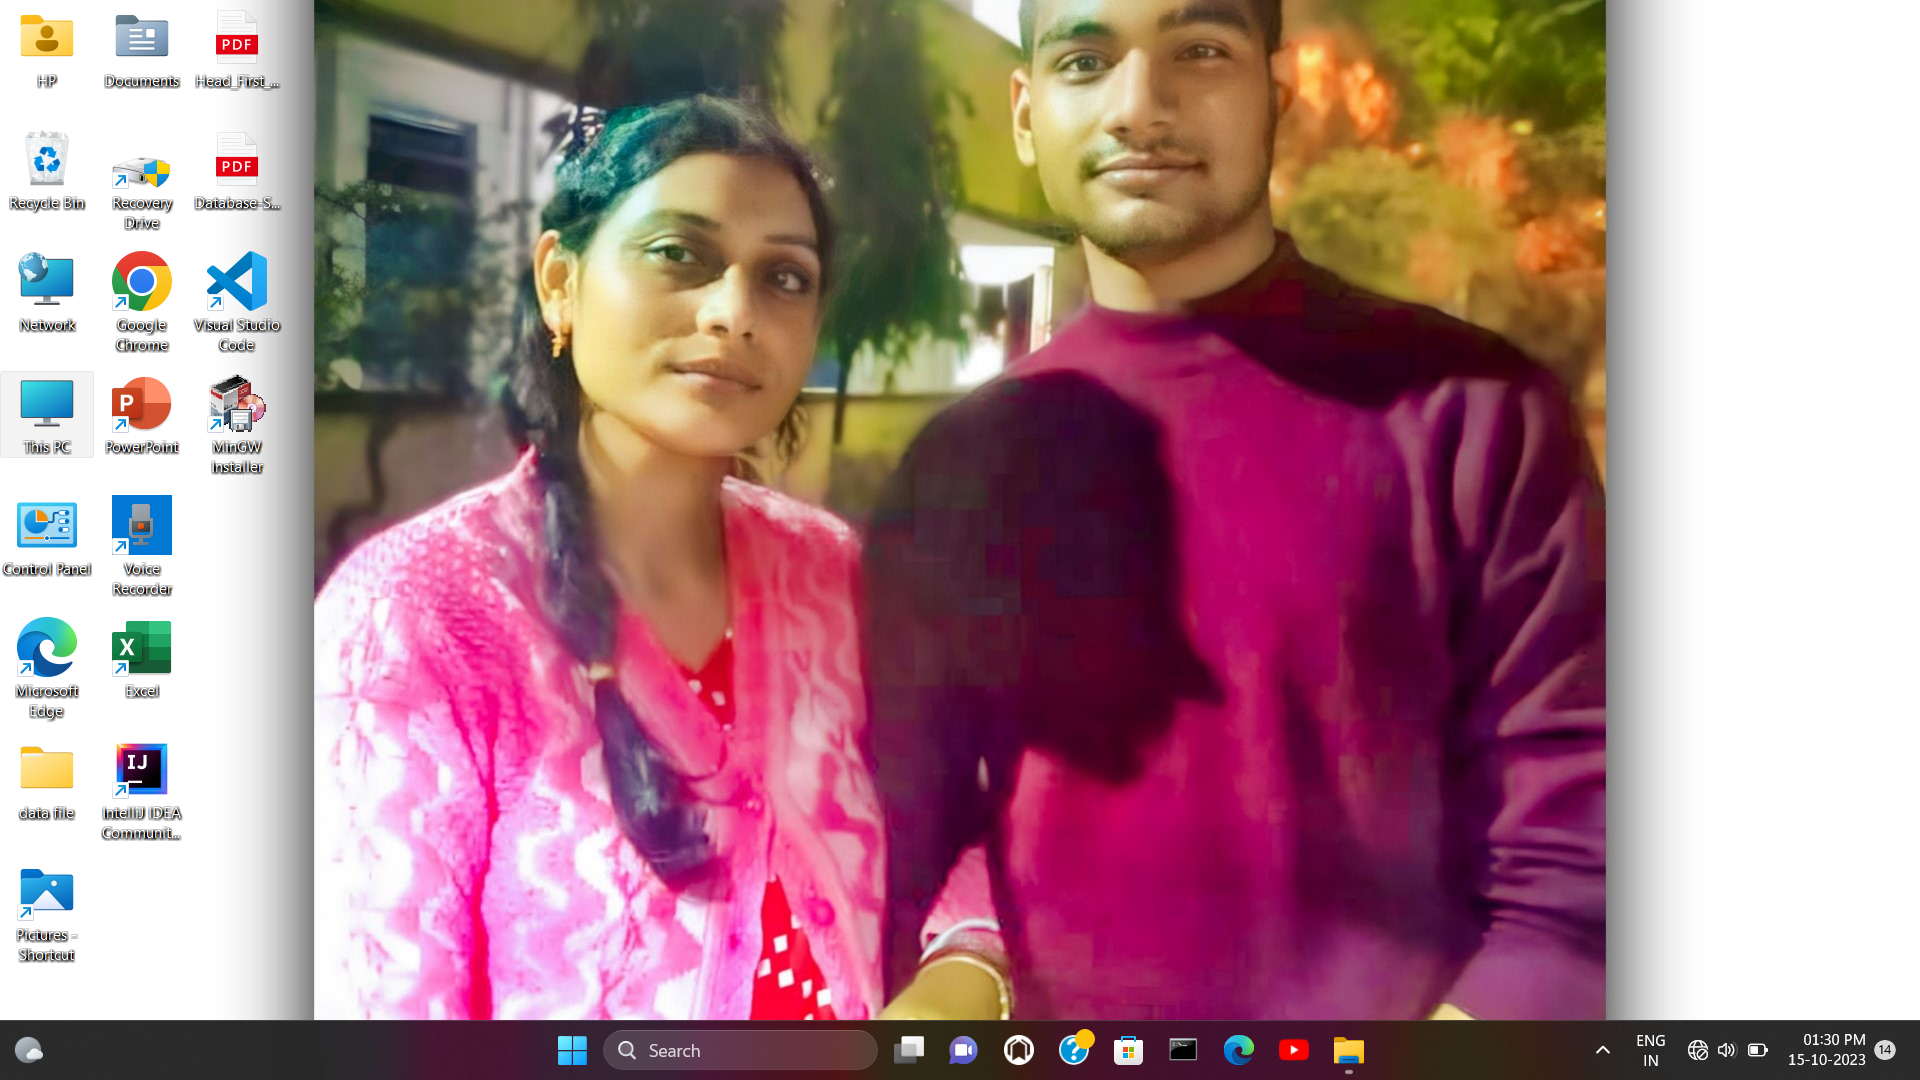 HP
Documents
Head_First_...
Recycle Bin
Recovery
Drive
Database-S...
Network
Google
Chrome
Visual Studio
Code
This PC
PowerPoint
MinGW
Installer
Control Panel
Voice
Recorder
Microsoft
Edge
Excel
data file
IntelliJ IDEA
Communit...
Pictures -
Shortcut
PDF
PDF
P
X
IJ
Search
ENG
IN
01:30 PM
15-10-2023
14